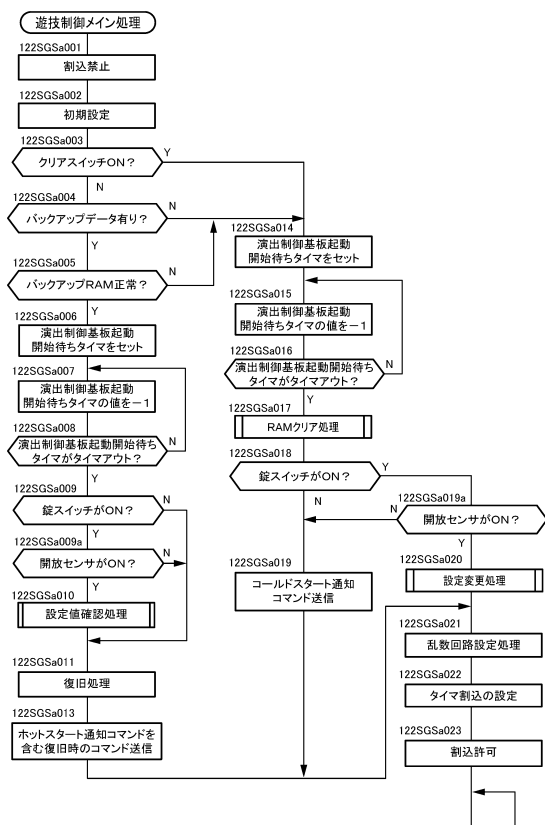 遊技制御メイン処理
122SGSa001
割込禁止
122SGSa002
初期設定
122SGSa003
クリアスイッチON？
Y
N
122SGSa004
バックアップデータ有り？
N
Y
122SGSa005
バックアップRAM正常？
N
Y
122SGSa006
演出制御基板起動
開始待ちタイマをセット
122SGSa007
演出制御基板起動
開始待ちタイマの値を－1
122SGSa008
演出制御基板起動開始待ち
タイマがタイマアウト？
N
Y
122SGSa009
錠スイッチがON？
N
Y
122SGSa009a
開放センサがON？
N
Y
122SGSa010
設定値確認処理
122SGSa011
復旧処理
122SGSa013
ホットスタート通知コマンドを
含む復旧時のコマンド送信
122SGSa014
演出制御基板起動
開始待ちタイマをセット
122SGSa015
演出制御基板起動
開始待ちタイマの値を－1
122SGSa016
演出制御基板起動開始待ち
タイマがタイマアウト？
N
Y
122SGSa017
RAMクリア処理
122SGSa018
錠スイッチがON？
Y
N
122SGSa019
コールドスタート通知
コマンド送信
122SGSa019a
開放センサがON？
N
Y
122SGSa020
設定変更処理
122SGSa021
乱数回路設定処理
122SGSa022
タイマ割込の設定
122SGSa023
割込許可